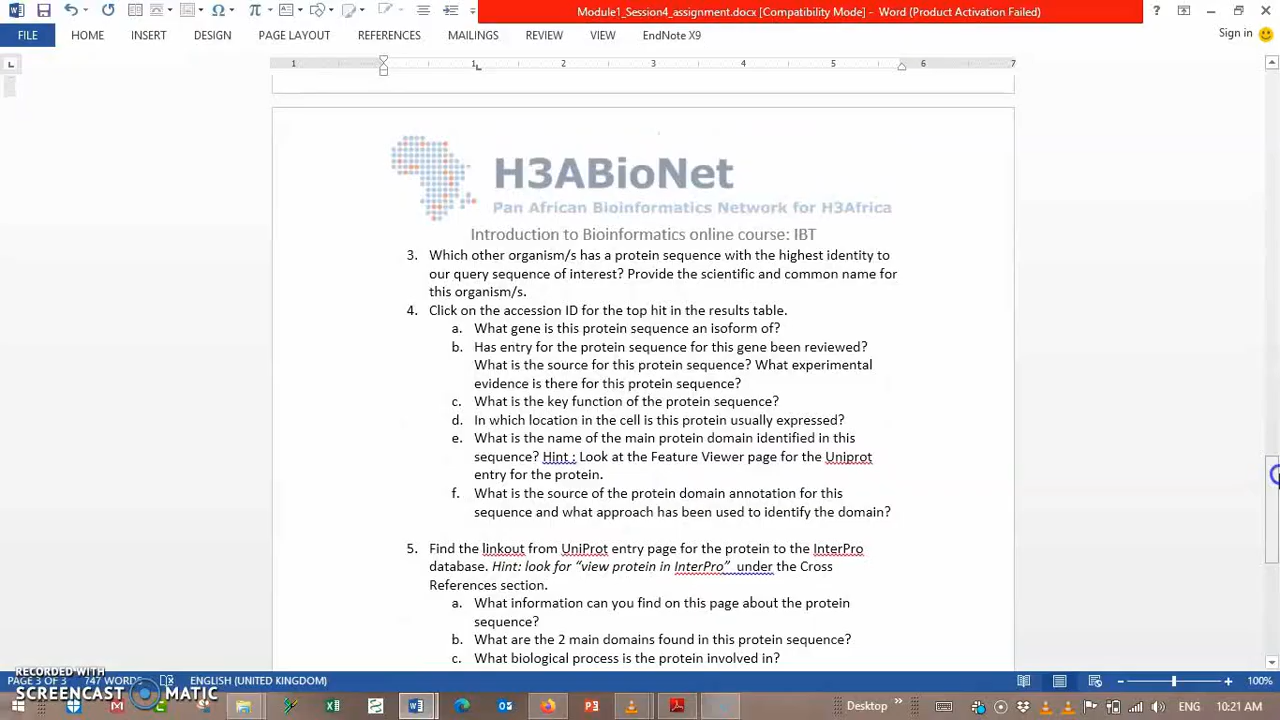 Module1_Session4_assignment.docx [Compatibility Mode] - Word (Product Activation Failed)
FILE HOME INSERT DESIGN PAGE LAYOUT REFERENCES MAILINGS REVIEW VIEW EndNote X9 Sign in
1 1 2 3 4 5 6 7
H3ABioNet
Pan African Bioinformatics Network for H3Africa
Introduction to Bioinformatics online course: IBT
3. Which other organism/s has a protein sequence with the highest identity to
our query sequence of interest? Provide the scientific and common name for
this organism/s.
4. Click on the accession ID for the top hit in the results table.
a. What gene is this protein sequence an isoform of?
b. Has entry for the protein sequence for this gene been reviewed?
What is the source for this protein sequence? What experimental
evidence is there for this protein sequence?
c. What is the key function of the protein sequence?
d. In which location in the cell is this protein usually expressed?
e. What is the name of the main protein domain identified in this
sequence? Hint : Look at the Feature Viewer page for the Uniprot
entry for the protein.
f. What is the source of the protein domain annotation for this
sequence and what approach has been used to identify the domain?
5. Find the linkout from UniProt entry page for the protein to the InterPro
database. Hint: look for “view protein in InterPro” under the Cross
References section.
a. What information can you find on this page about the protein
sequence?
b. What are the 2 main domains found in this protein sequence?
c. What biological process is the protein involved in?
PAGE 3 OF 3 747 WORDS ENGLISH (UNITED KINGDOM) 100%
RECORDED WITH
SCREENCAST MATIC
Desktop 10:21 AM